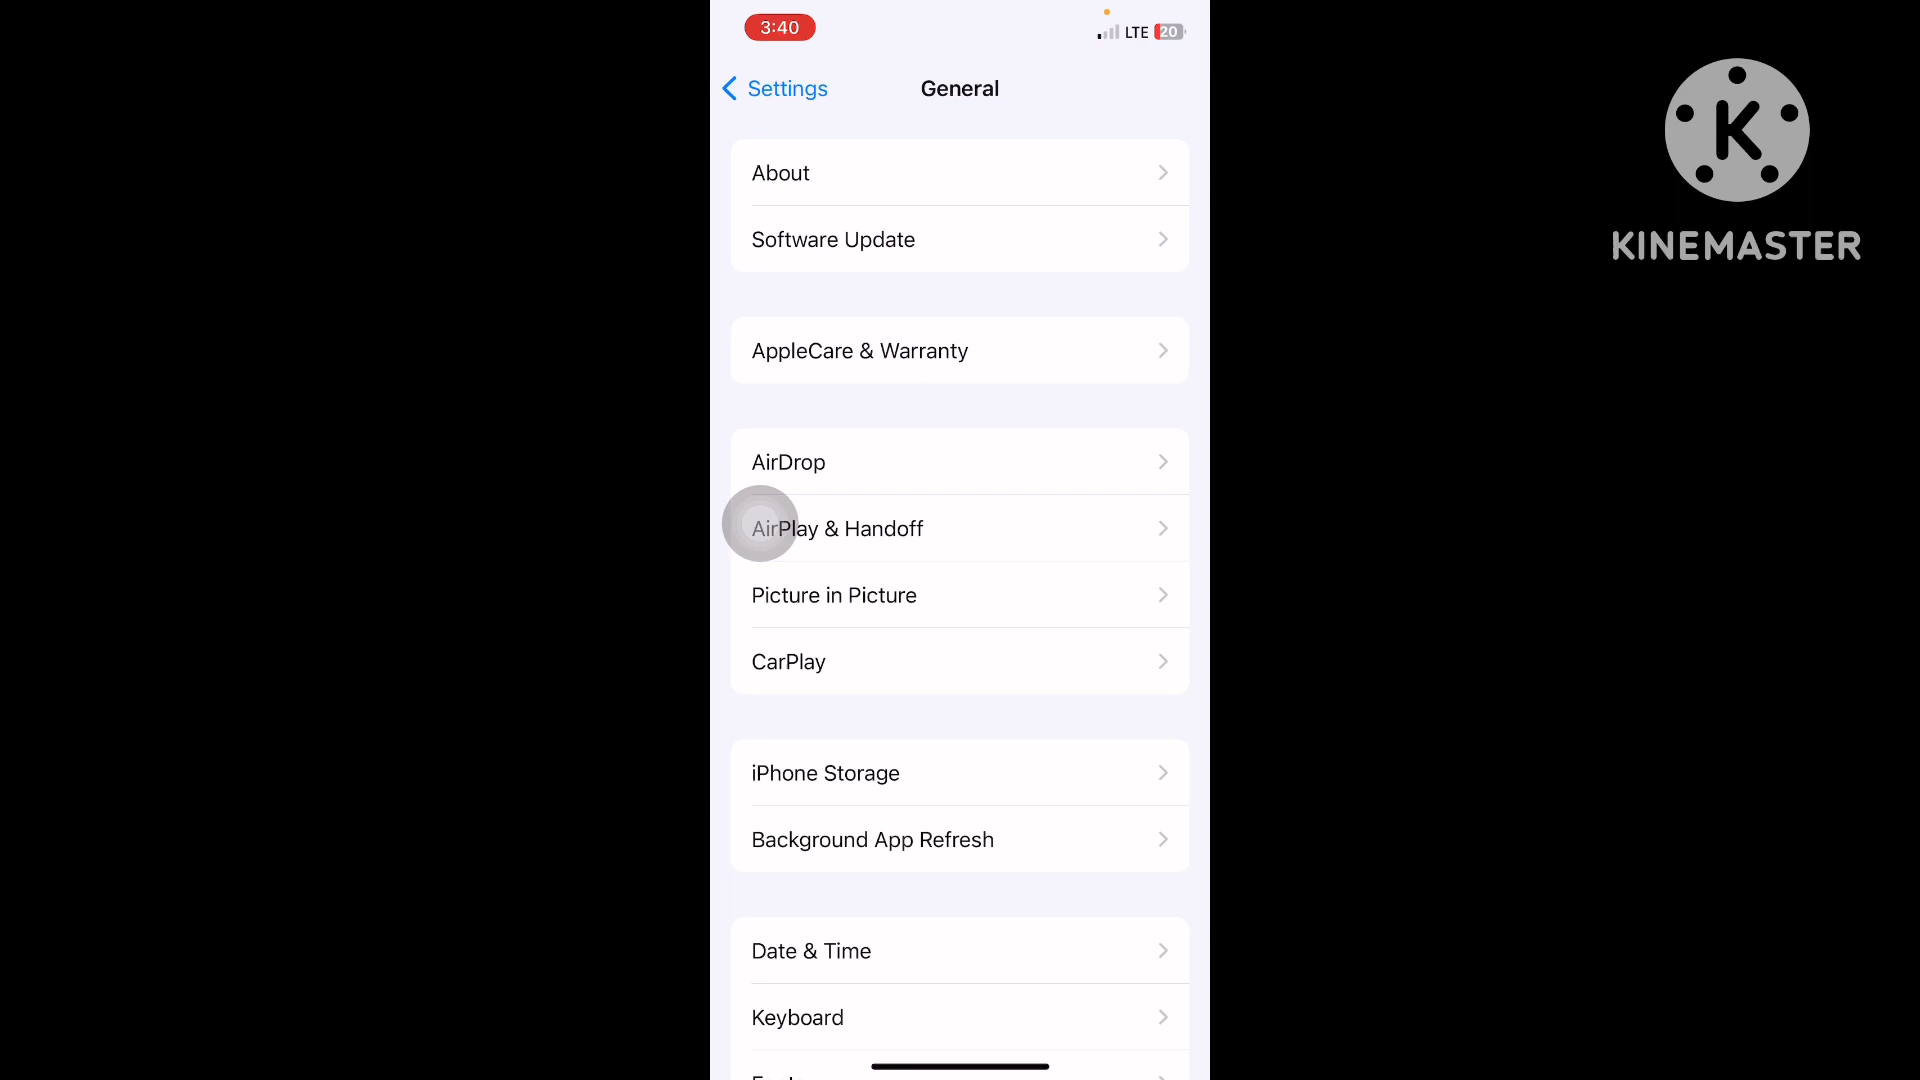 3:40
LTE 20
Settings
General
About
Software Update
AppleCare & Warranty
AirDrop
AirPlay & Handoff
Picture in Picture
CarPlay
iPhone Storage
Background App Refresh
Date & Time
Keyboard
K
KINEMASTER